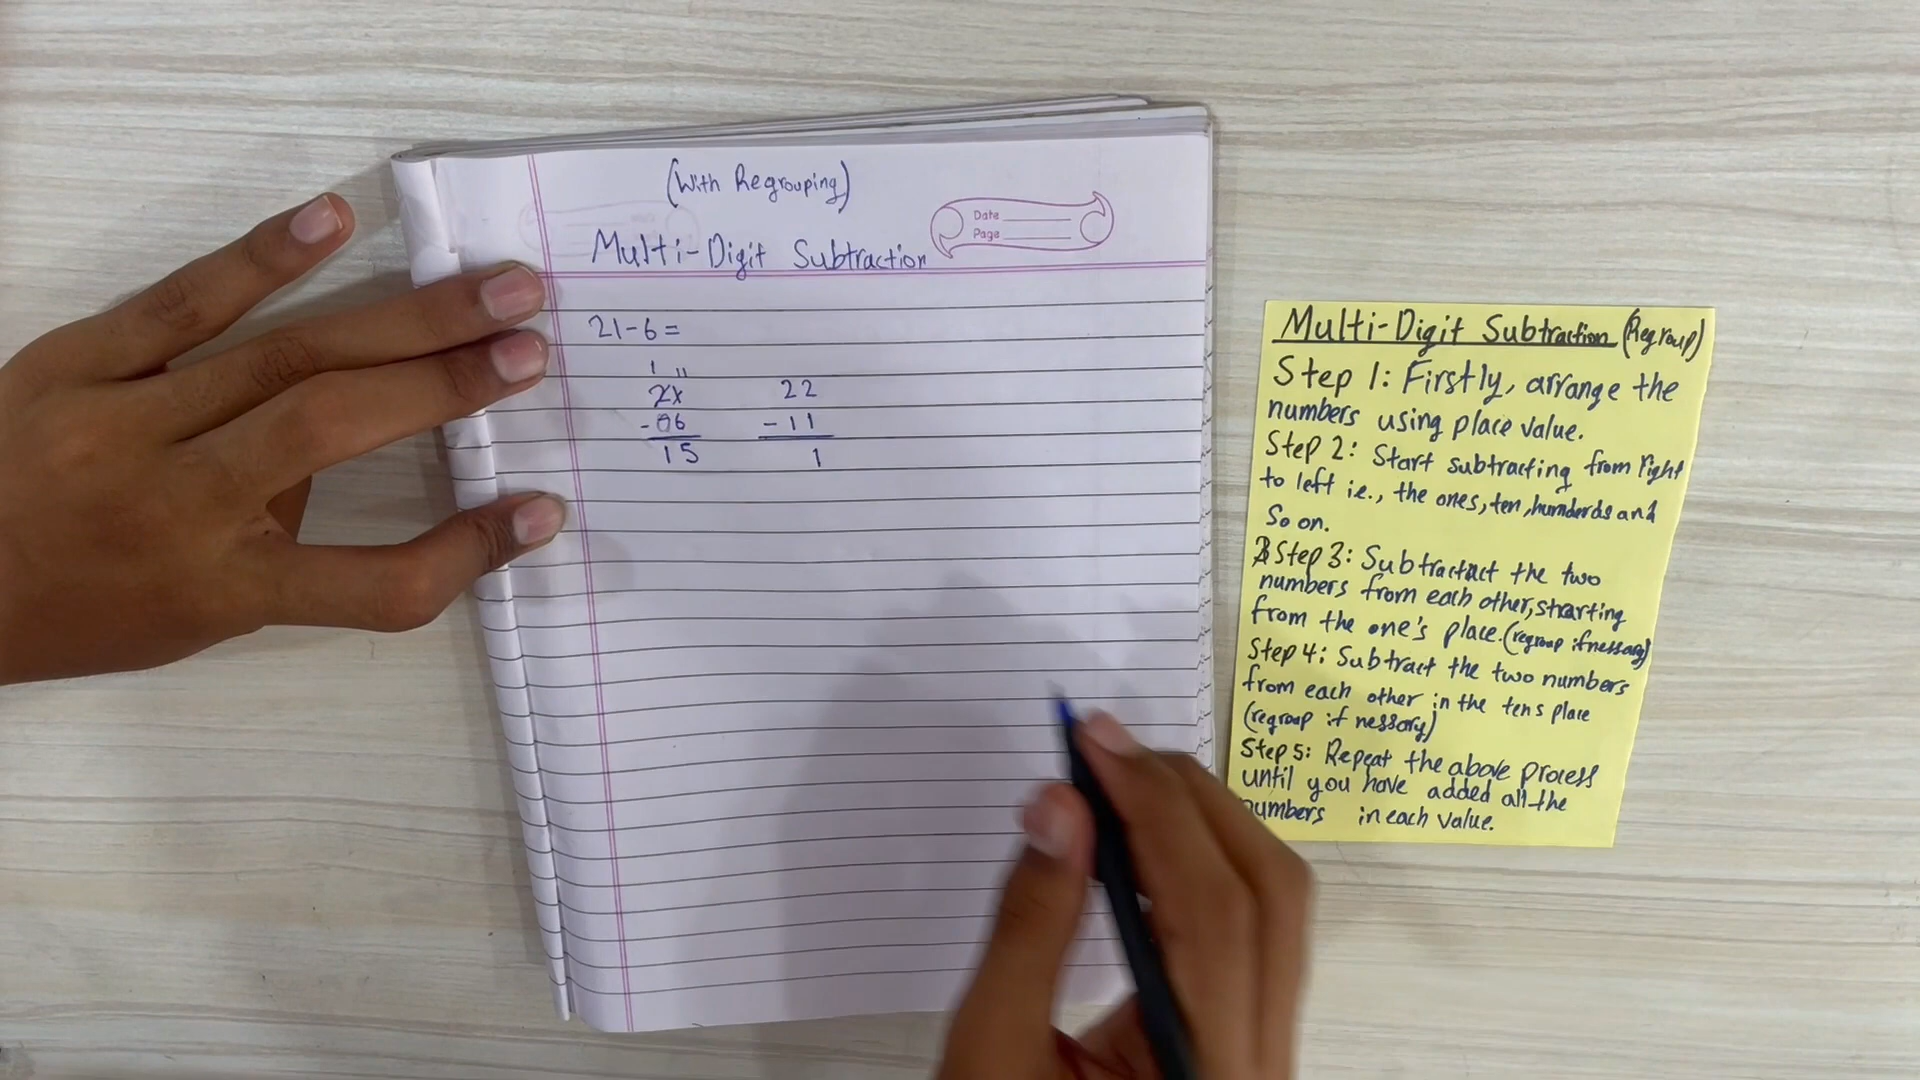 (With Regrouping)
Date
Page
Multi-Digit Subtraction
21-6=
1 11
21 22
-06 -11
15 1
Multi-Digit Subtraction (Regroup)
Step 1: Firstly, arrange the
numbers using place value.
Step 2: Start subtracting from right
to left i.e., the ones, ten, humderds and
So on.
Step 3: Subtractact the two
numbers from each other, strarting
from the one's place. (regroup if nessary)
Step 4: Subtract the two numbers
from each other in the tens place
(regroup if nessary)
Step 5: Repeat the above process
until you have added all the
numbers in each value.